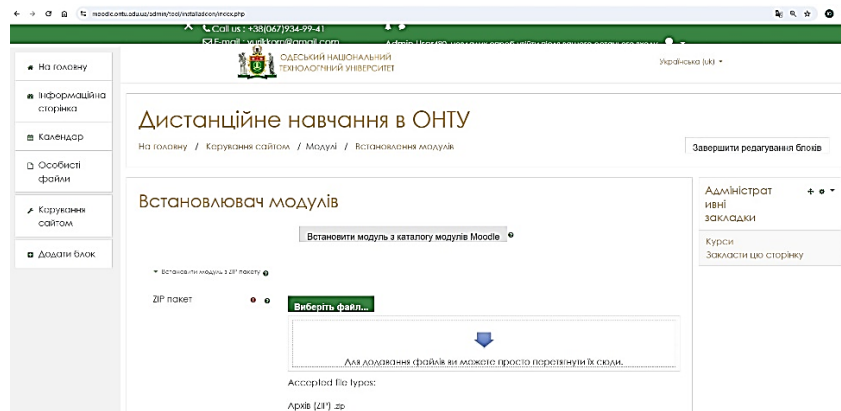 moodle.ontu.edu.ua/admin/tool/installaddon/index.php
Call us : +38(067)934-99-41
E-mail : yurikkorn@gmail.com
ОДЕСЬКИЙ НАЦІОНАЛЬНИЙ
ТЕХНОЛОГІЧНИЙ УНІВЕРСИТЕТ
Українська (uk)
На головну
Інформаційна
сторінка
Календар
Особисті
файли
Керування
сайтом
Додати блок
Дистанційне навчання в ОНТУ
На головну / Керування сайтом / Модулі / Встановлення модулів
Завершити редагування блоків
Встановлювач модулів
Встановити модуль з каталогу модулів Moodle
Встановити модуль з ZIP пакету
ZIP пакет
Виберіть файл...
Для додавання файлів ви можете просто перетягнути їх сюди.
Accepted file types:
Архів (ZIP) .zip
Адміністрат
ивні
закладки
Курси
Закласти цю сторінку